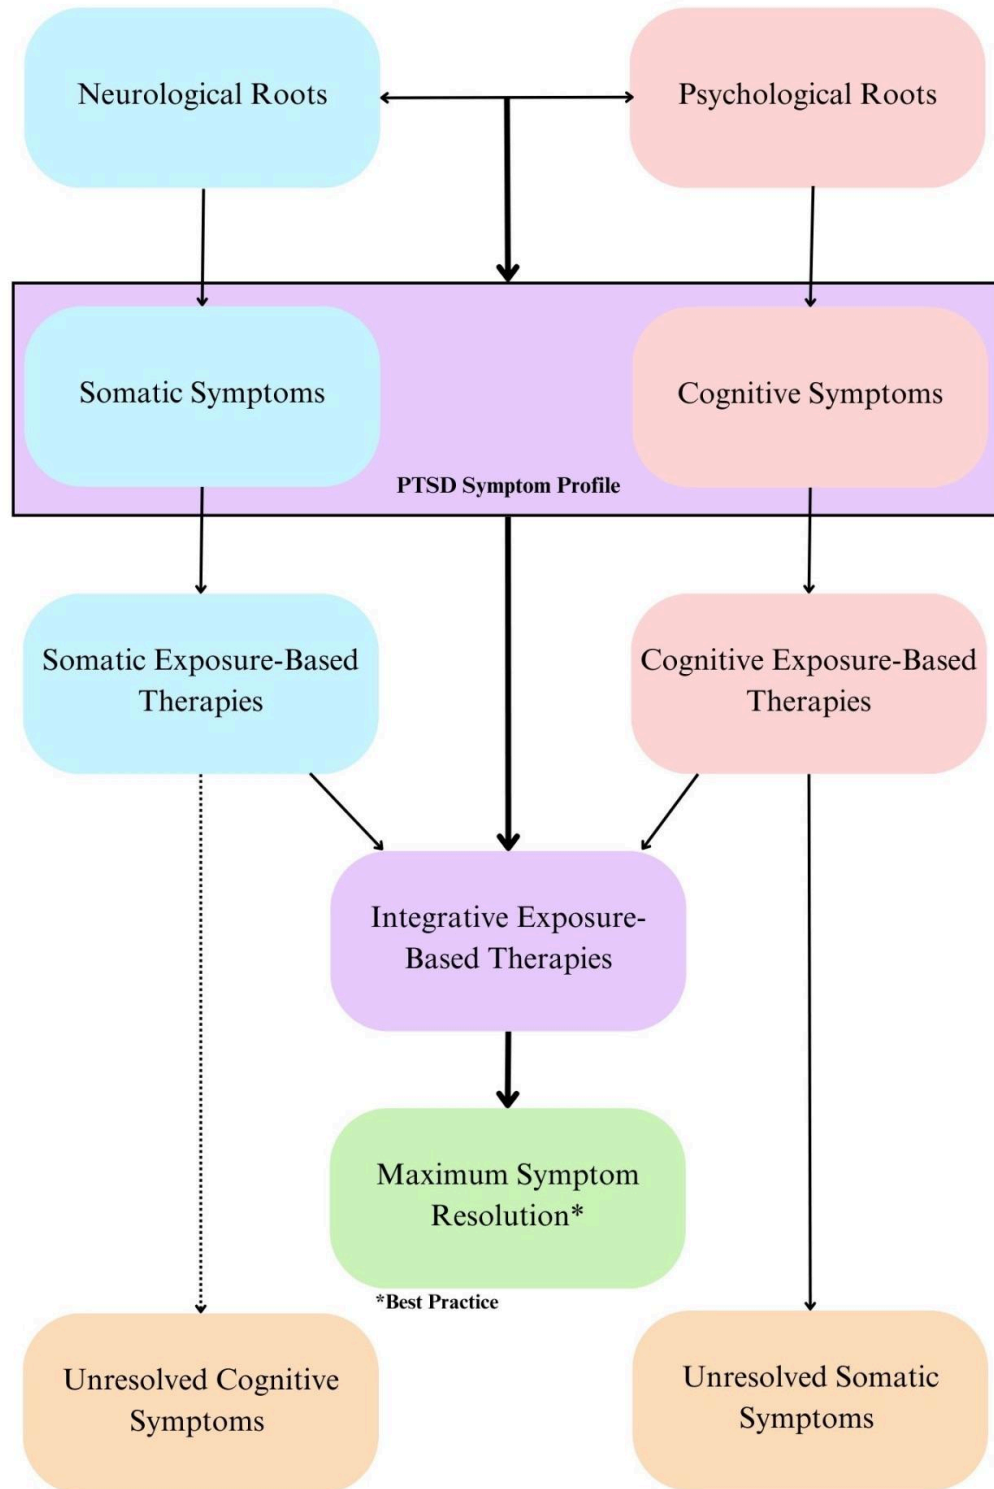 Neurological Roots
Psychological Roots
Somatic Symptoms
Cognitive Symptoms
PTSD Symptom Profile
Somatic Exposure-Based
Therapies
Cognitive Exposure-Based
Therapies
Integrative Exposure-
Based Therapies
Maximum Symptom
Resolution*
*Best Practice
Unresolved Cognitive
Symptoms
Unresolved Somatic
Symptoms